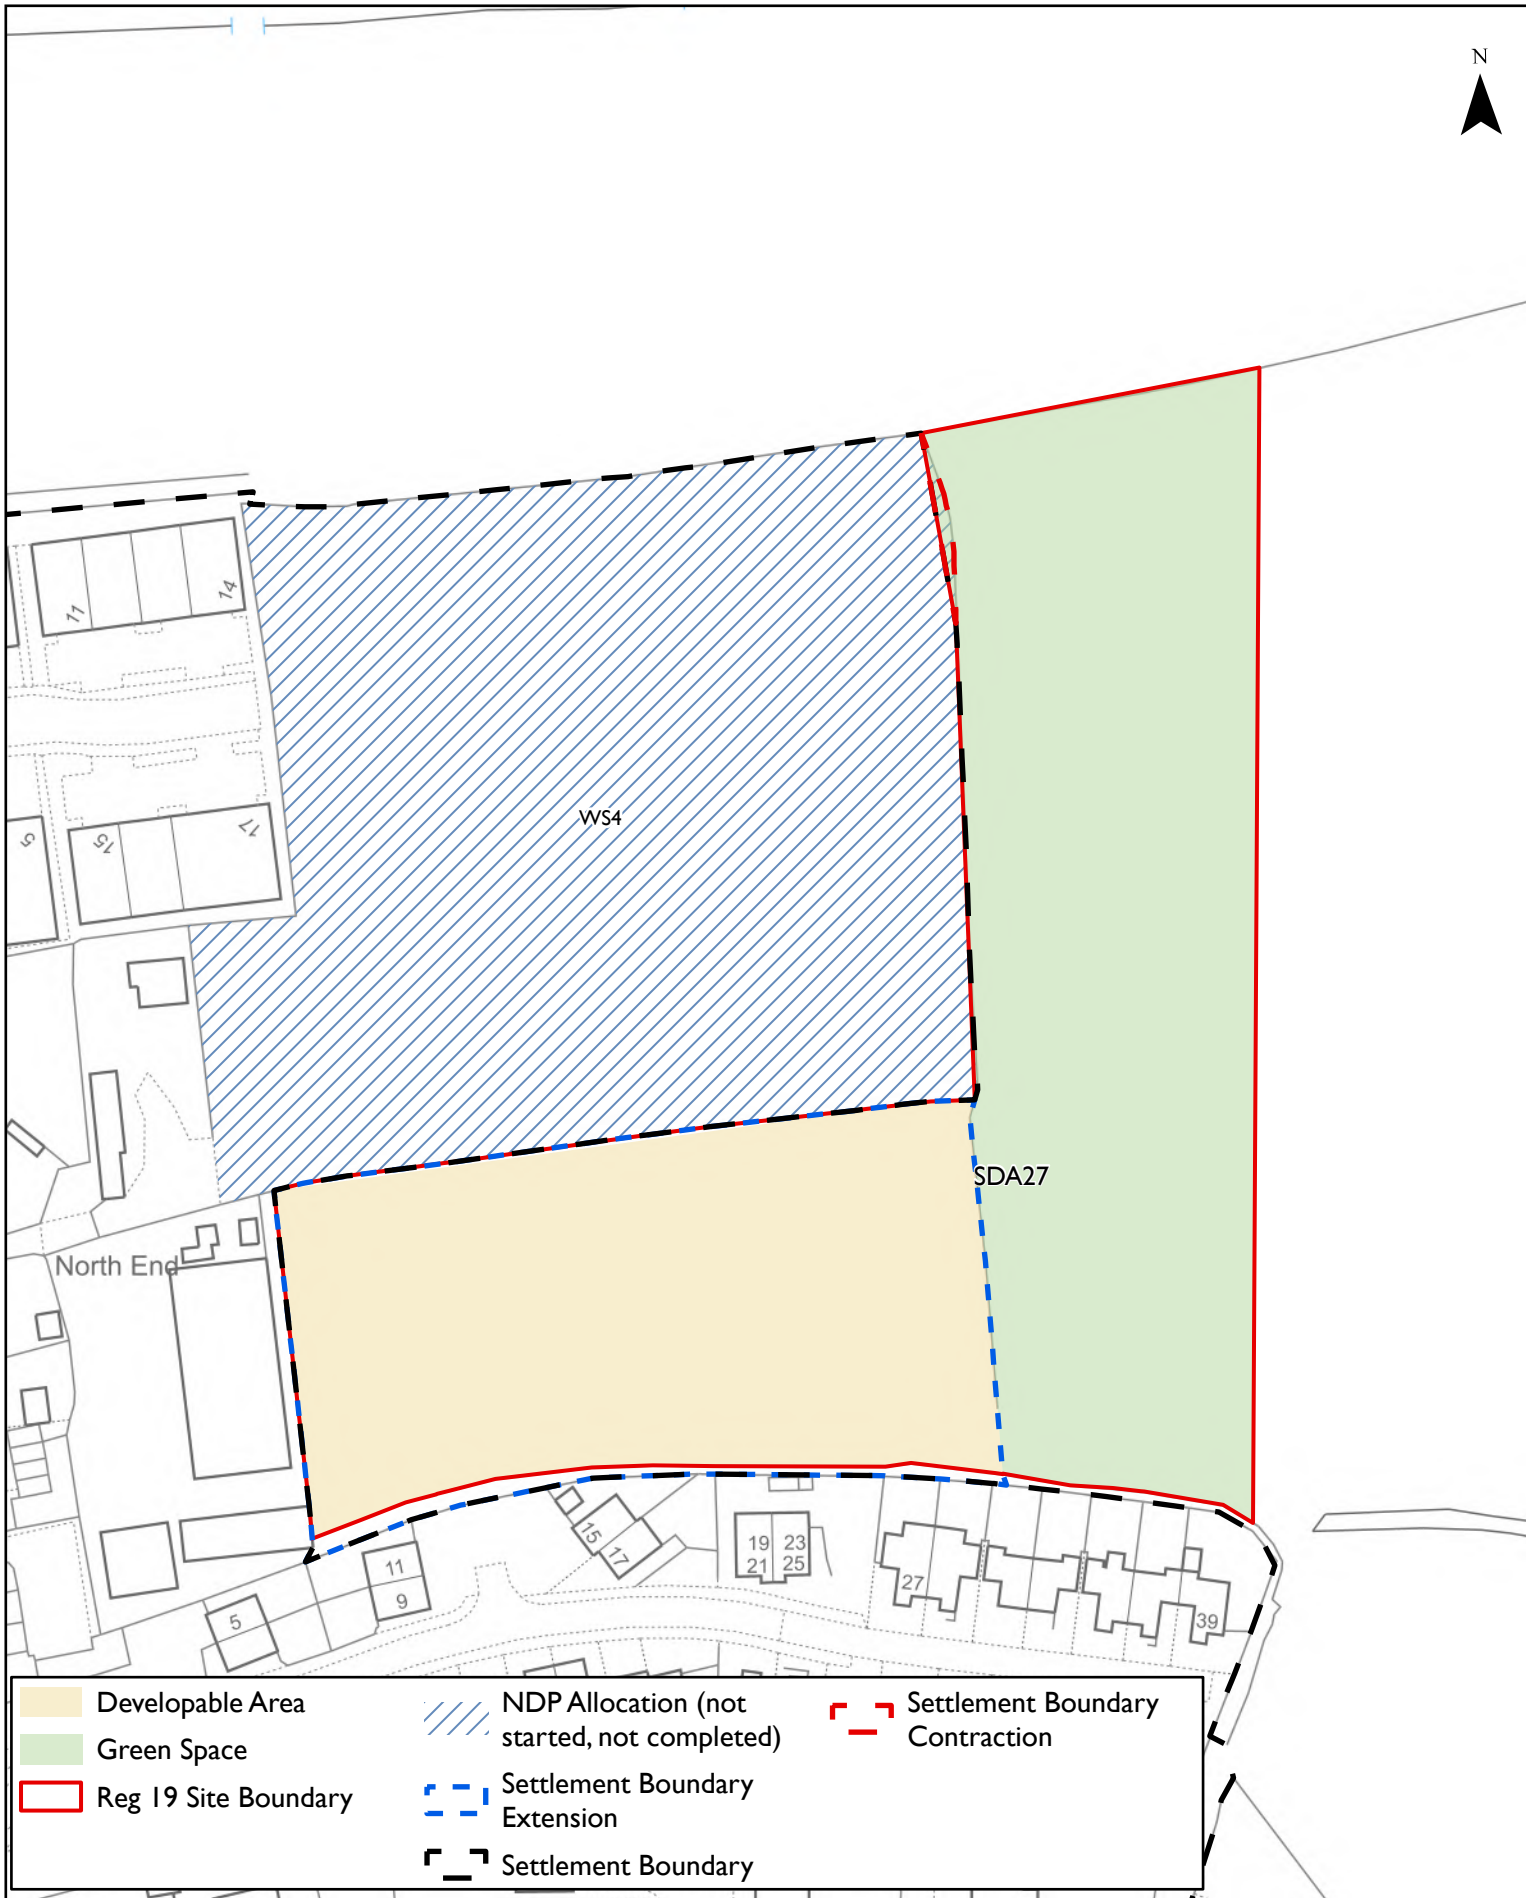 N
14
11
WS4
17
15
5
SDA27
North End
15
17
19 23
21 25
11
9
27
5
39
Developable Area
Green Space
Reg 19 Site Boundary
NDP Allocation (not
started, not completed)
Settlement Boundary
Extension
Settlement Boundary
Settlement Boundary
Contraction